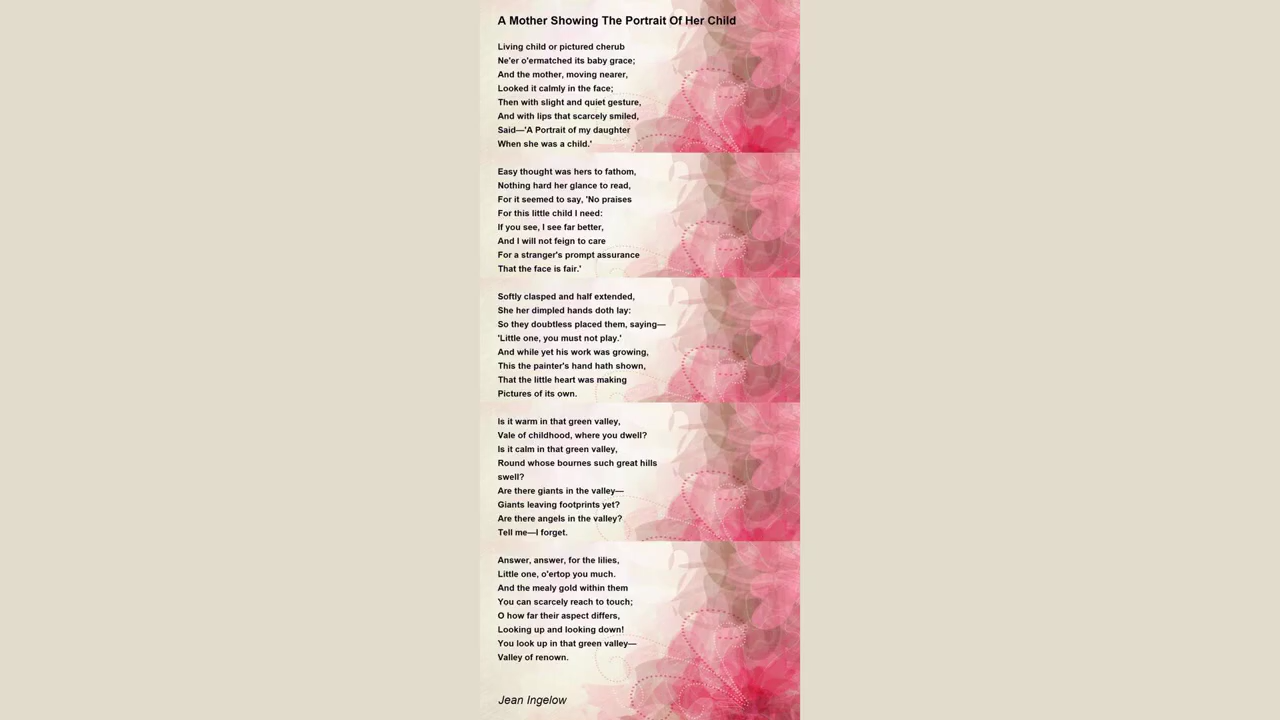 A Mother Showing The Portrait Of Her Child
Living child or pictured cherub
Ne'er o'ermatched its baby grace;
And the mother, moving nearer,
Looked it calmly in the face;
Then with slight and quiet gesture,
And with lips that scarcely smiled,
Said—'A Portrait of my daughter
When she was a child.'
Easy thought was hers to fathom,
Nothing hard her glance to read,
For it seemed to say, 'No praises
For this little child I need:
If you see, I see far better,
And I will not feign to care
For a stranger's prompt assurance
That the face is fair.'
Softly clasped and half extended,
She her dimpled hands doth lay:
So they doubtless placed them, saying—
'Little one, you must not play.'
And while yet his work was growing,
This the painter's hand hath shown,
That the little heart was making
Pictures of its own.
Is it warm in that green valley,
Vale of childhood, where you dwell?
Is it calm in that green valley,
Round whose bournes such great hills
swell?
Are there giants in the valley—
Giants leaving footprints yet?
Are there angels in the valley?
Tell me—I forget.
Answer, answer, for the lilies,
Little one, o'ertop you much.
And the mealy gold within them
You can scarcely reach to touch;
O how far their aspect differs,
Looking up and looking down!
You look up in that green valley—
Valley of renown.
Jean Ingelow